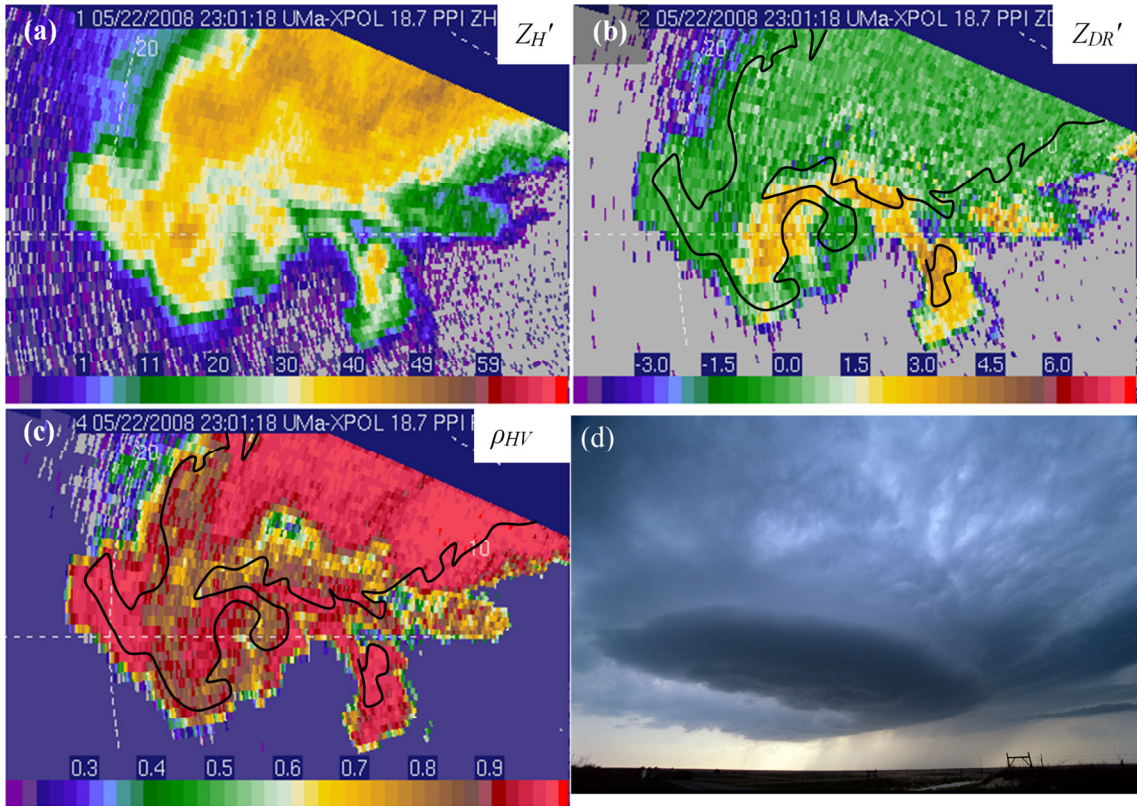 (a)
1 05/22/2008 23:01:18 UMa-XPOL 18.7 PPI ZH
Z_H'
20
1 11 20 30 40 49 59
(b)
2 05/22/2008 23:01:18 UMa-XPOL 18.7 PPI ZD
Z_DR'
20
-3.0 -1.5 0.0 1.5 3.0 4.5 6.0
(c)
4 05/22/2008 23:01:18 UMa-XPOL 18.7 PPI
ρ_HV
20
10
0.3 0.4 0.5 0.6 0.7 0.8 0.9
(d)